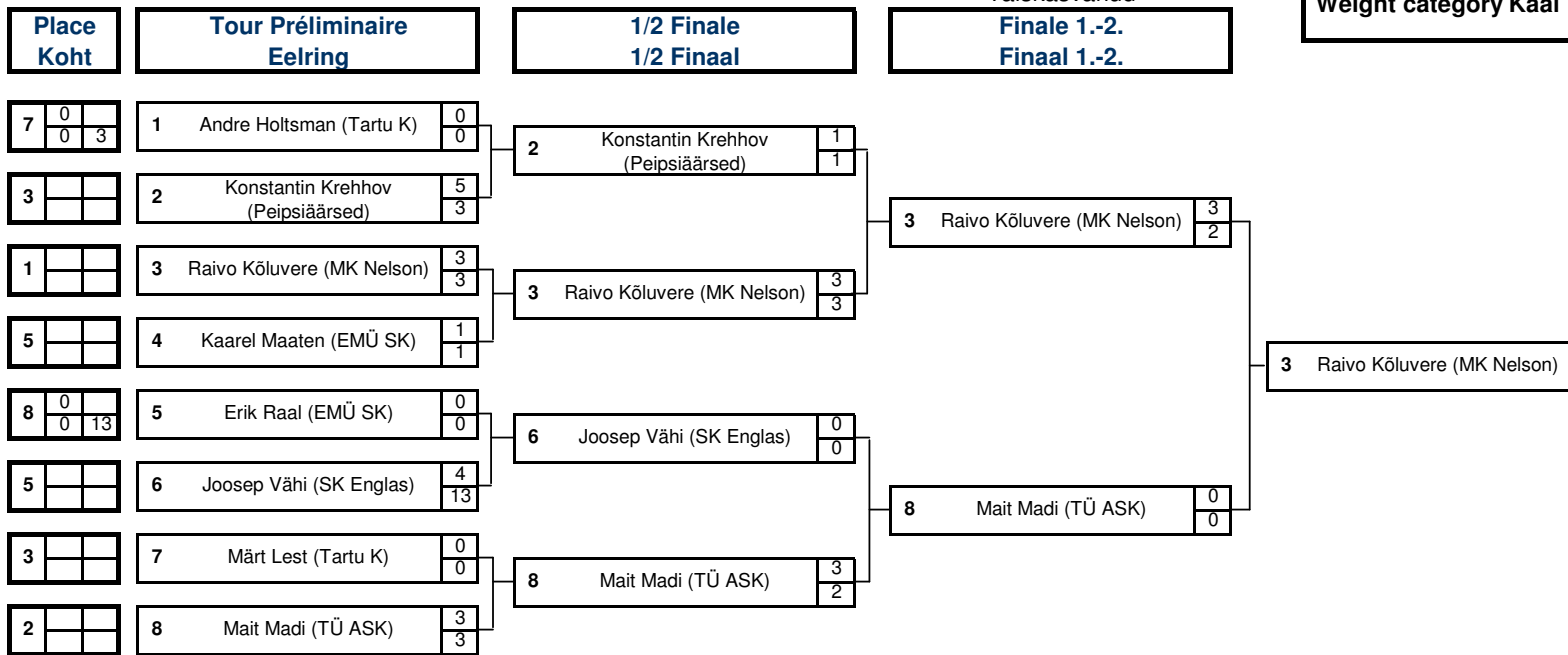 Weight category Kaal
Place
Koht
Tour Préliminaire
Eelring
1/2 Finale
1/2 Finaal
Finale 1.-2.
Finaal 1.-2.
7 0
0 3
1 Andre Holtsman (Tartu K) 0
0
2 Konstantin Krehhov
(Peipsiäärsed) 1
1
3
2 Konstantin Krehhov
(Peipsiäärsed) 5
3
3 Raivo Kõluvere (MK Nelson) 3
2
1
3 Raivo Kõluvere (MK Nelson) 3
3
3 Raivo Kõluvere (MK Nelson) 3
3
5
4 Kaarel Maaten (EMÜ SK) 1
1
3 Raivo Kõluvere (MK Nelson)
8 0
0 13
5 Erik Raal (EMÜ SK) 0
0
6 Joosep Vähi (SK Englas) 0
0
5
6 Joosep Vähi (SK Englas) 4
13
8 Mait Madi (TÜ ASK) 0
0
3
7 Märt Lest (Tartu K) 0
0
8 Mait Madi (TÜ ASK) 3
2
2
8 Mait Madi (TÜ ASK) 3
3